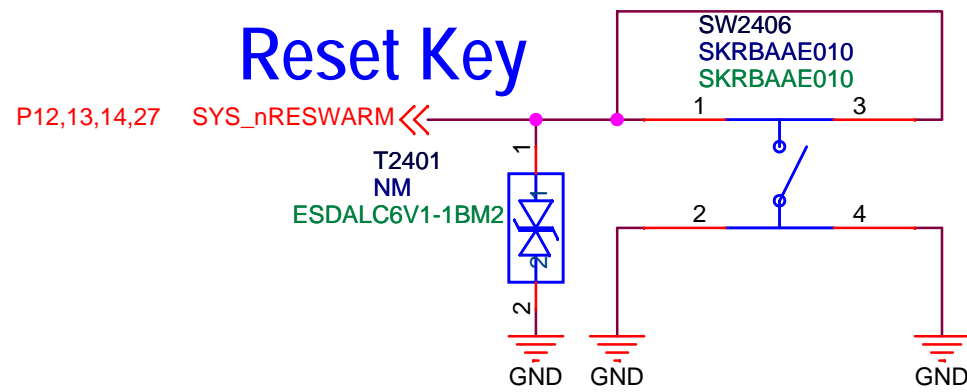 Reset Key
SW2406
SKRBAAE010
SKRBAAE010
P12,13,14,27 SYS_nRESWARM
1
3
1
T2401
NM
ESDALC6V1-1BM2
1
2
2
4
2
GND
GND
GND